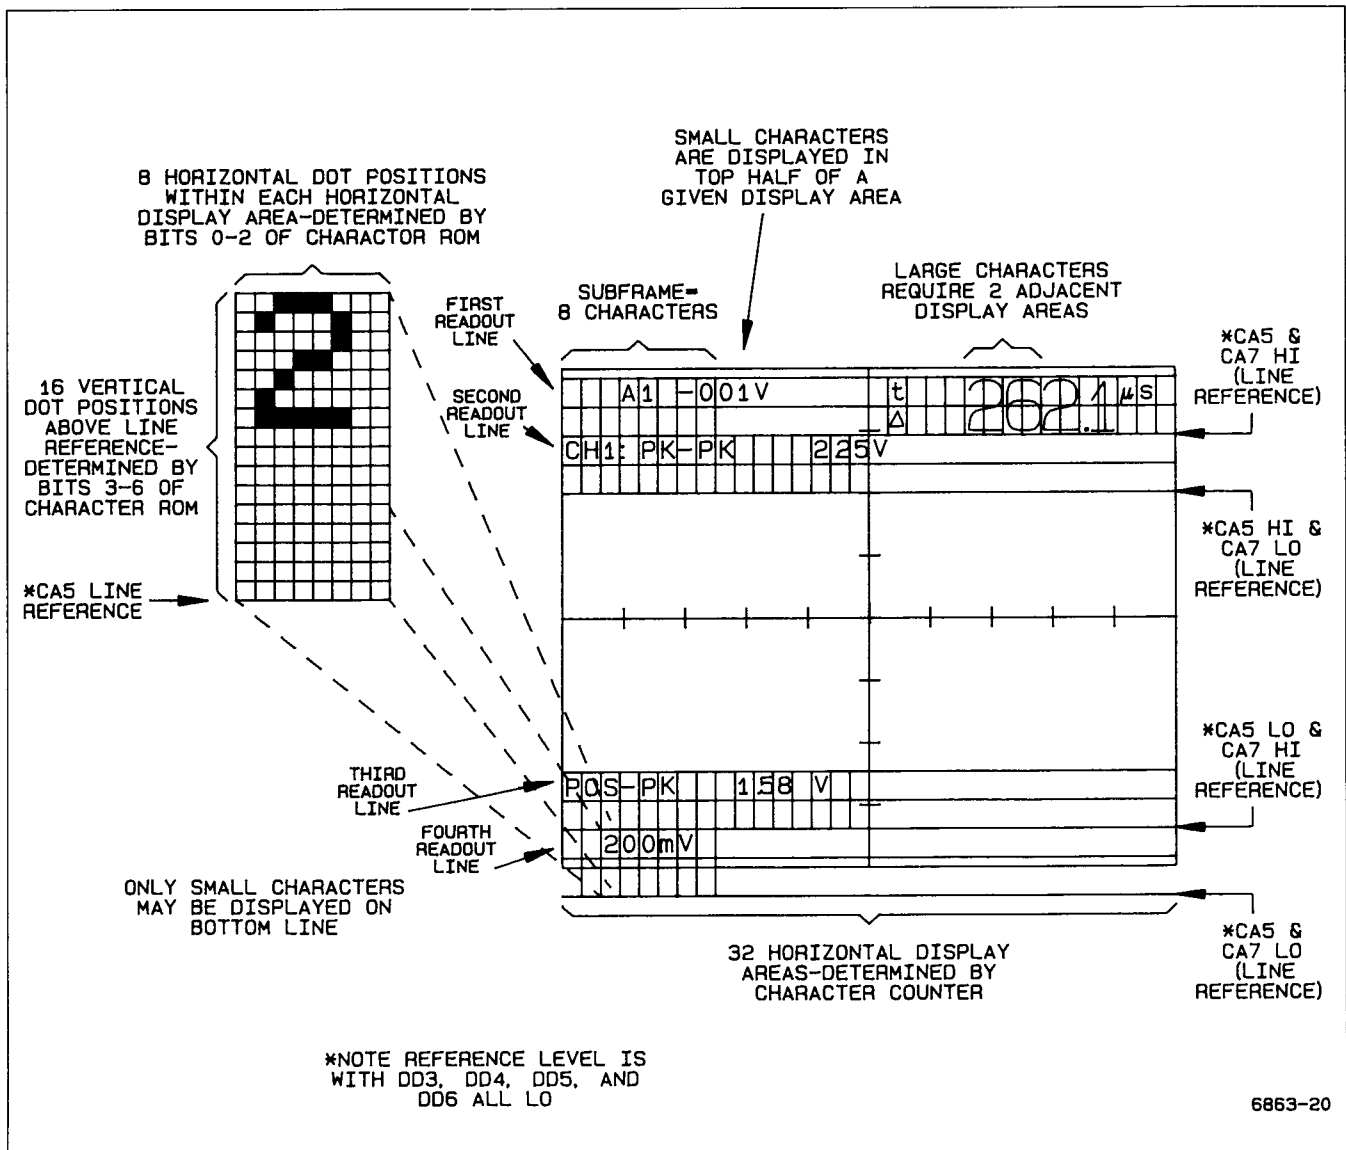 SMALL CHARACTERS
ARE DISPLAYED IN
TOP HALF OF A
GIVEN DISPLAY AREA
8 HORIZONTAL DOT POSITIONS
WITHIN EACH HORIZONTAL
DISPLAY AREA-DETERMINED BY
BITS 0-2 OF CHARACTOR ROM
SUBFRAME=
8 CHARACTERS
LARGE CHARACTERS
REQUIRE 2 ADJACENT
DISPLAY AREAS
FIRST
READOUT
LINE
*CA5 &
CA7 HI
(LINE
REFERENCE)
16 VERTICAL
DOT POSITIONS
ABOVE LINE
REFERENCE-
DETERMINED BY
BITS 3-6 OF
CHARACTER ROM
SECOND
READOUT
LINE
A1 -001V
t
Δ
262.1 μs
CH1: PK-PK 225V
*CA5 HI &
CA7 LO
(LINE
REFERENCE)
*CA5 LINE
REFERENCE
*CA5 LO &
CA7 HI
(LINE
REFERENCE)
THIRD
READOUT
LINE
POS-PK 1.58 V
FOURTH
READOUT
LINE
200mV
ONLY SMALL CHARACTERS
MAY BE DISPLAYED ON
BOTTOM LINE
*CA5 &
CA7 LO
(LINE
REFERENCE)
32 HORIZONTAL DISPLAY
AREAS-DETERMINED BY
CHARACTER COUNTER
*NOTE REFERENCE LEVEL IS
WITH DD3, DD4, DD5, AND
DD6 ALL LO
6863-20